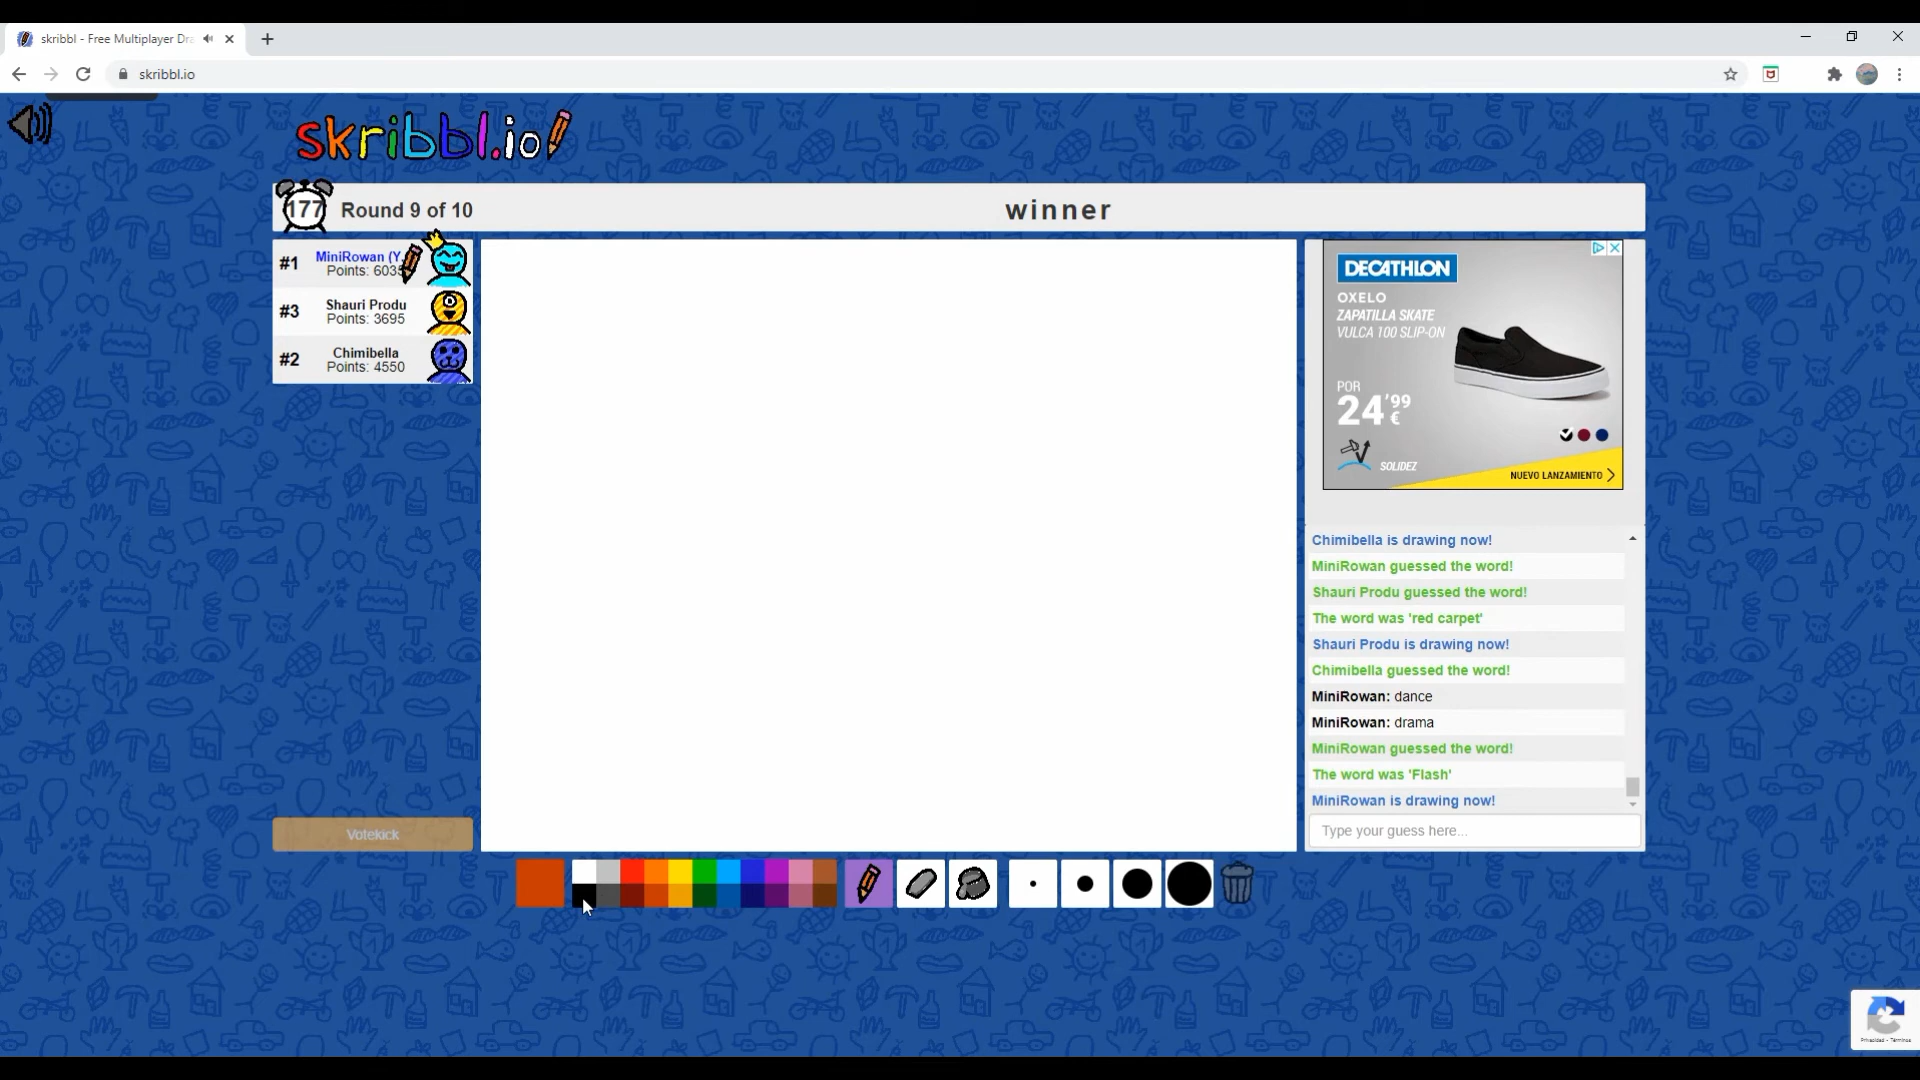 skribbl - Free Multiplayer Dra
skribbl.io
skribbl.io
177
Round 9 of 10
winner
#1
MiniRowan (Y
Points: 6035
#3
Shauri Produ
Points: 3695
#2
Chimibella
Points: 4550
DECATHLON
OXELO
ZAPATILLA SKATE
VULCA 100 SLIP-ON
POR
24'99
€
SOLIDEZ
NUEVO LANZAMIENTO
Chimibella is drawing now!
MiniRowan guessed the word!
Shauri Produ guessed the word!
The word was 'red carpet'
Shauri Produ is drawing now!
Chimibella guessed the word!
MiniRowan: dance
MiniRowan: drama
MiniRowan guessed the word!
The word was 'Flash'
MiniRowan is drawing now!
Type your guess here...
Votekick
Privacidad - Términos